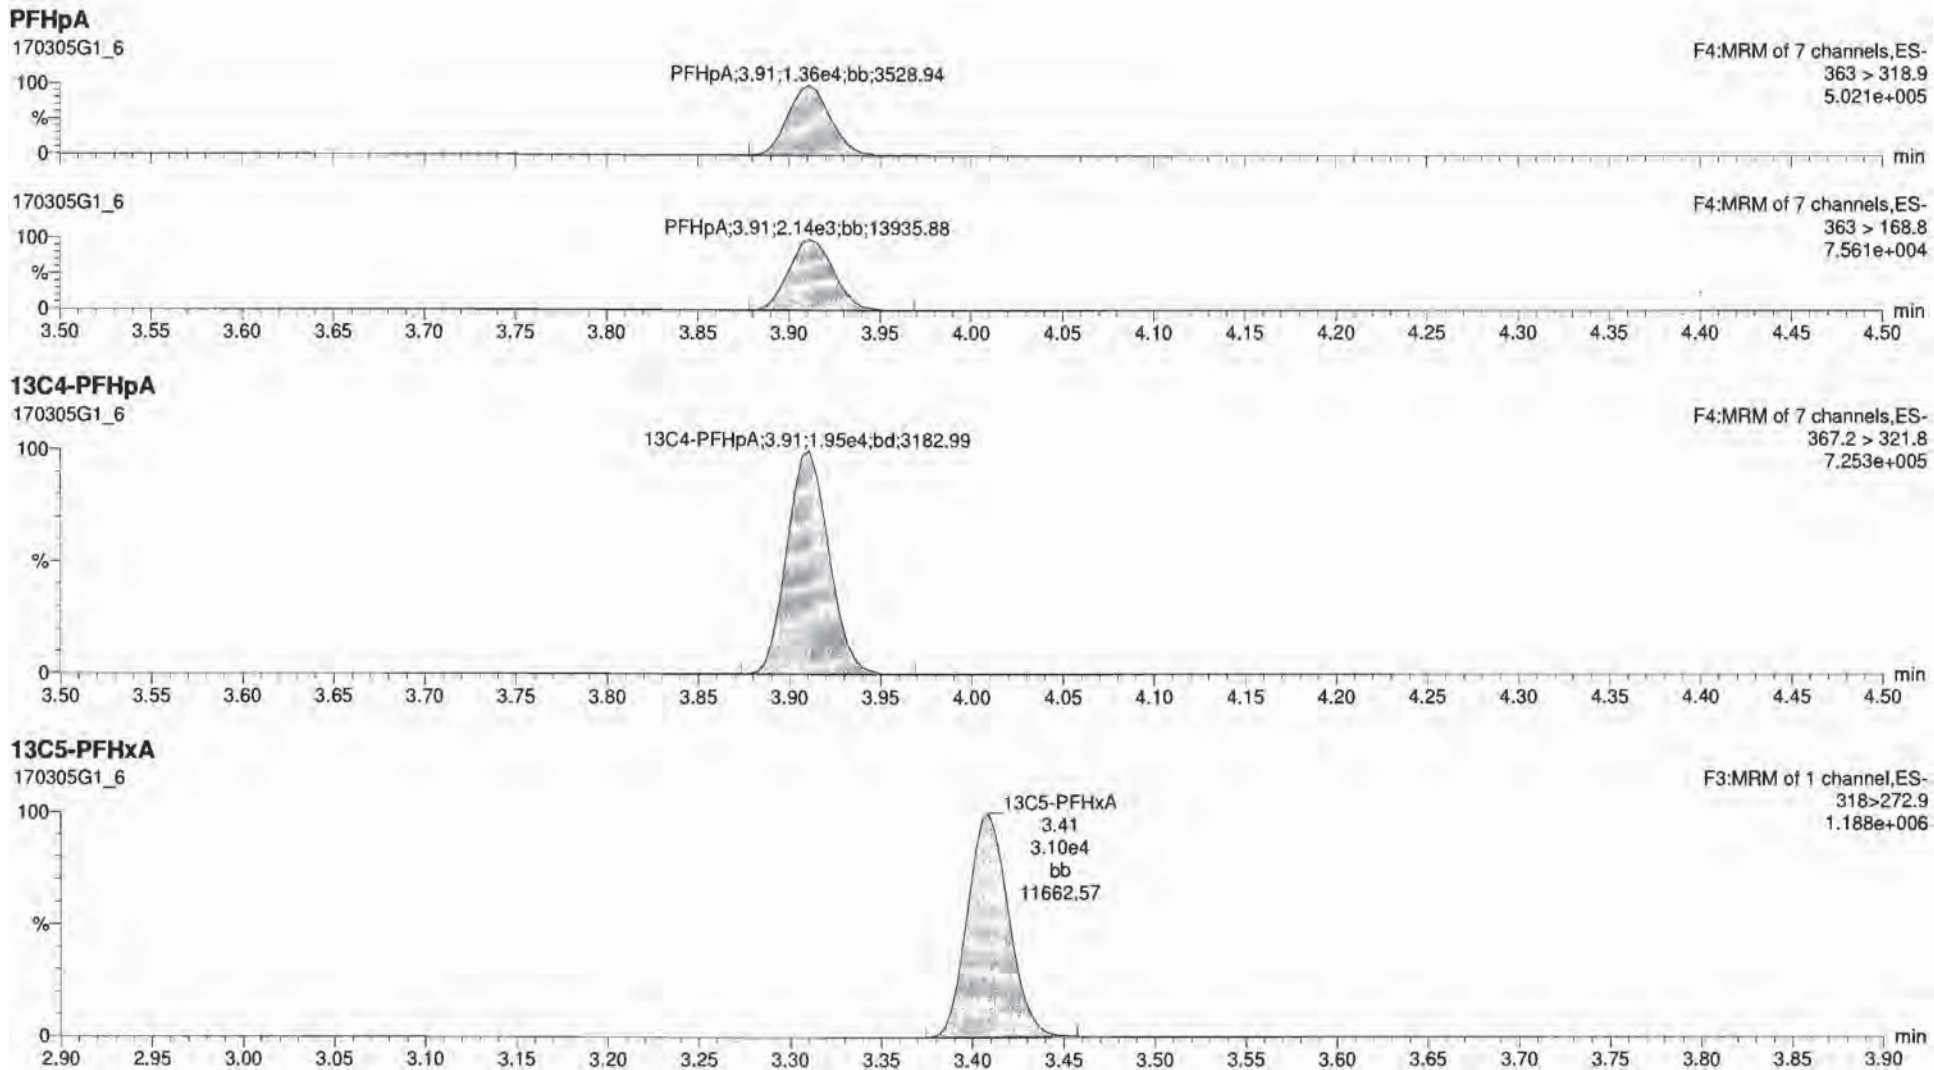 PFHpA
170305G1_6
F4:MRM of 7 channels,ES-
363 > 318.9
5.021e+005
PFHpA;3.91;1.36e4;bb;3528.94
100
%
0
min
170305G1_6
F4:MRM of 7 channels,ES-
363 > 168.8
7.561e+004
PFHpA;3.91;2.14e3;bb;13935.88
100
%
0
min
3.50 3.55 3.60 3.65 3.70 3.75 3.80 3.85 3.90 3.95 4.00 4.05 4.10 4.15 4.20 4.25 4.30 4.35 4.40 4.45 4.50
13C4-PFHpA
170305G1_6
F4:MRM of 7 channels,ES-
367.2 > 321.8
7.253e+005
13C4-PFHpA;3.91;1.95e4;bd;3182.99
100
%
0
min
3.50 3.55 3.60 3.65 3.70 3.75 3.80 3.85 3.90 3.95 4.00 4.05 4.10 4.15 4.20 4.25 4.30 4.35 4.40 4.45 4.50
13C5-PFHxA
170305G1_6
F3:MRM of 1 channel,ES-
318>272.9
1.188e+006
100
13C5-PFHxA
3.41
3.10e4
bb
11662.57
%
0
min
2.90 2.95 3.00 3.05 3.10 3.15 3.20 3.25 3.30 3.35 3.40 3.45 3.50 3.55 3.60 3.65 3.70 3.75 3.80 3.85 3.90